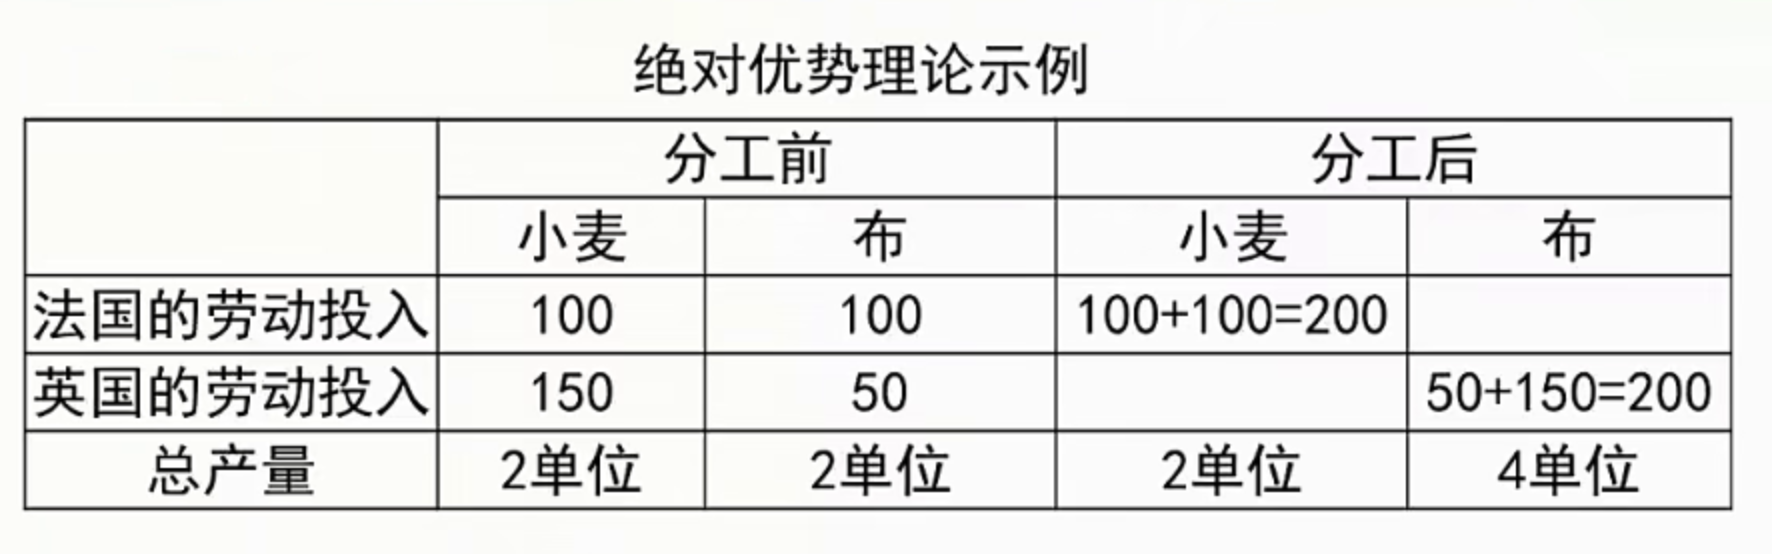 绝对优势理论示例
分工前 分工后
小麦 布 小麦 布
法国的劳动投入 100 100 100+100=200
英国的劳动投入 150 50 50+150=200
总产量 2单位 2单位 2单位 4单位